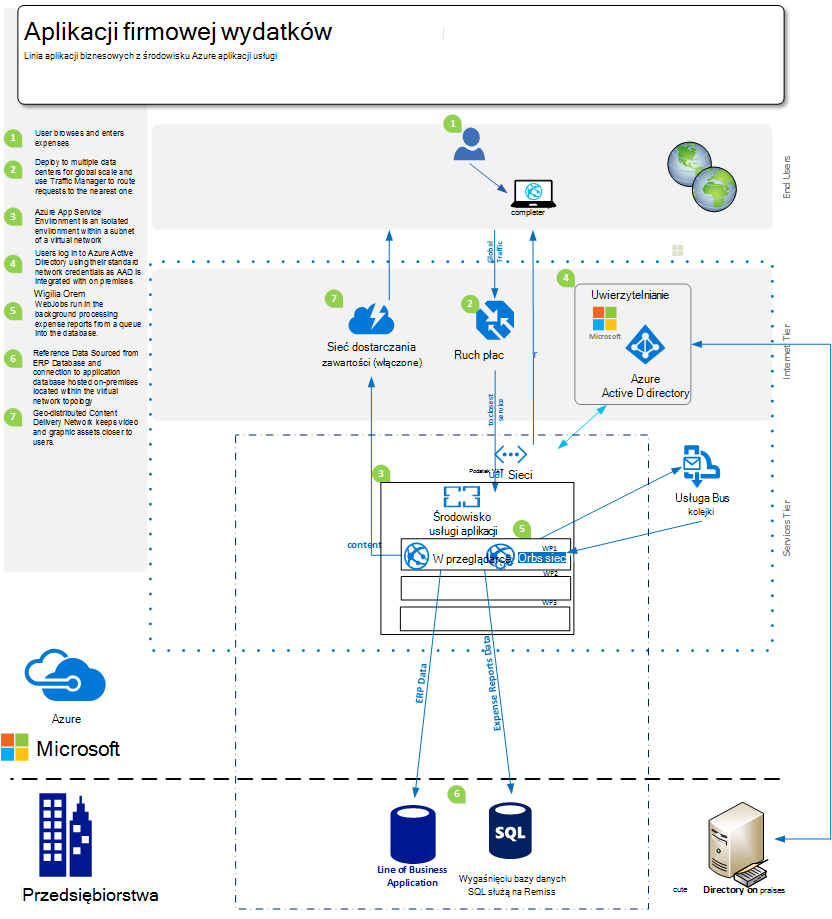 Aplikacji firmowej wydatków
Linia aplikacji biznesowych z środowisku Azure aplikacji usługi
1
User browses and enters
expenses
2
Deploy to multiple data
centers for global scale and
use Traffic Manager to route
requests to the nearest one.
3
Azure App Service
Environment is an isolated
environment within a subnet
of a virtual network
4
Users log in to Azure Active
Directory using their standard
network credentials as AAD is
integrated with on premises
Wigilia Orem
5
WebJobs run in the
background processing
expense reports from a queue
into the database.
6
Reference Data Sourced from
ERP Database and
connection to application
database hosted on-premises
located within the virtual
network topology
7
Geo-distributed Content
Delivery Network keeps video
and graphic assets closer to
users.
1
completer
End Users
Global
Traffic
7
Sieć dostarczania
zawartości (włączone)
2
Ruch płac
r
4
Uwierzytelnianie
Microsoft
Azure
Active D directory
Internet Tier
to closest
service
Podatek VAT
ual Sieci
3
Środowisko
usługi aplikacji
5
content
W przeglądarce
Orbs sieci
WP1
WP2
WP3
Usługa Bus
kolejki
Services Tier
ERP Data
Expense Reports Data
Azure
Microsoft
6
SQL
Line of Business
Application
Wygaśnięciu bazy danych
SQL służą na Remiss
Przedsiębiorstwa
cute
Directory on praises